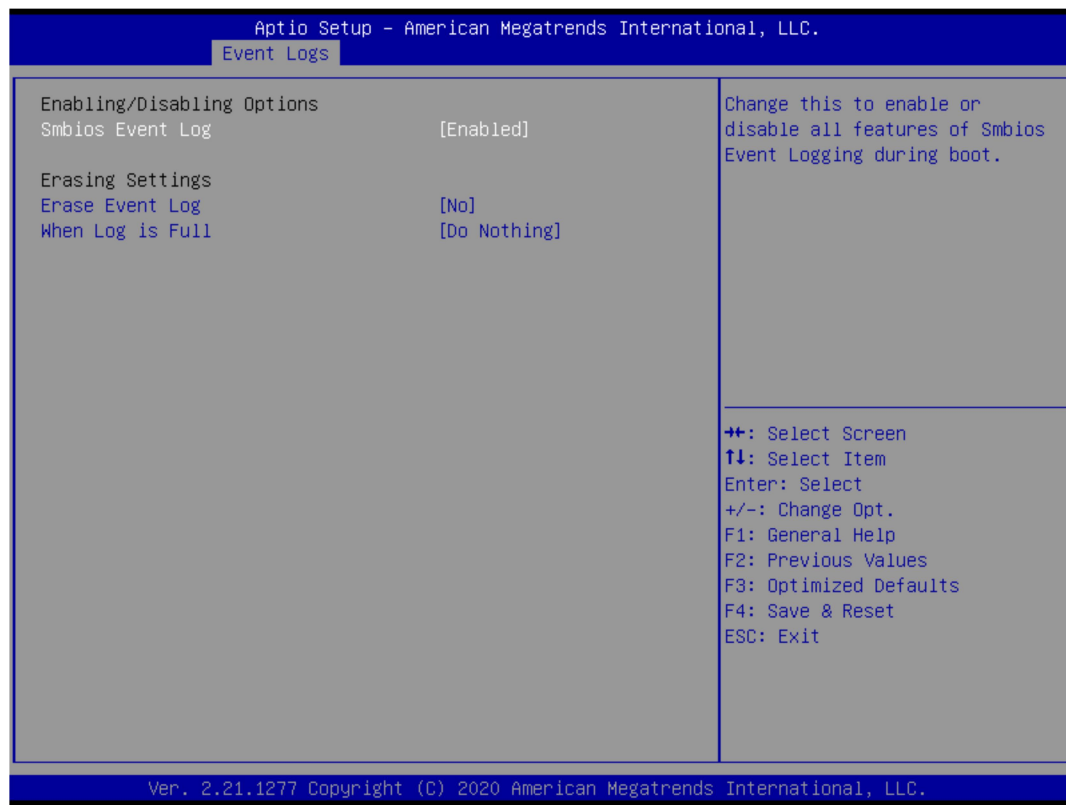 Aptio Setup – American Megatrends International, LLC.
Event Logs
Enabling/Disabling Options
Smbios Event Log [Enabled]
Erasing Settings
Erase Event Log [No]
When Log is Full [Do Nothing]
Change this to enable or
disable all features of Smbios
Event Logging during boot.
→←: Select Screen
↑↓: Select Item
Enter: Select
+/-: Change Opt.
F1: General Help
F2: Previous Values
F3: Optimized Defaults
F4: Save & Reset
ESC: Exit
Ver. 2.21.1277 Copyright (C) 2020 American Megatrends International, LLC.